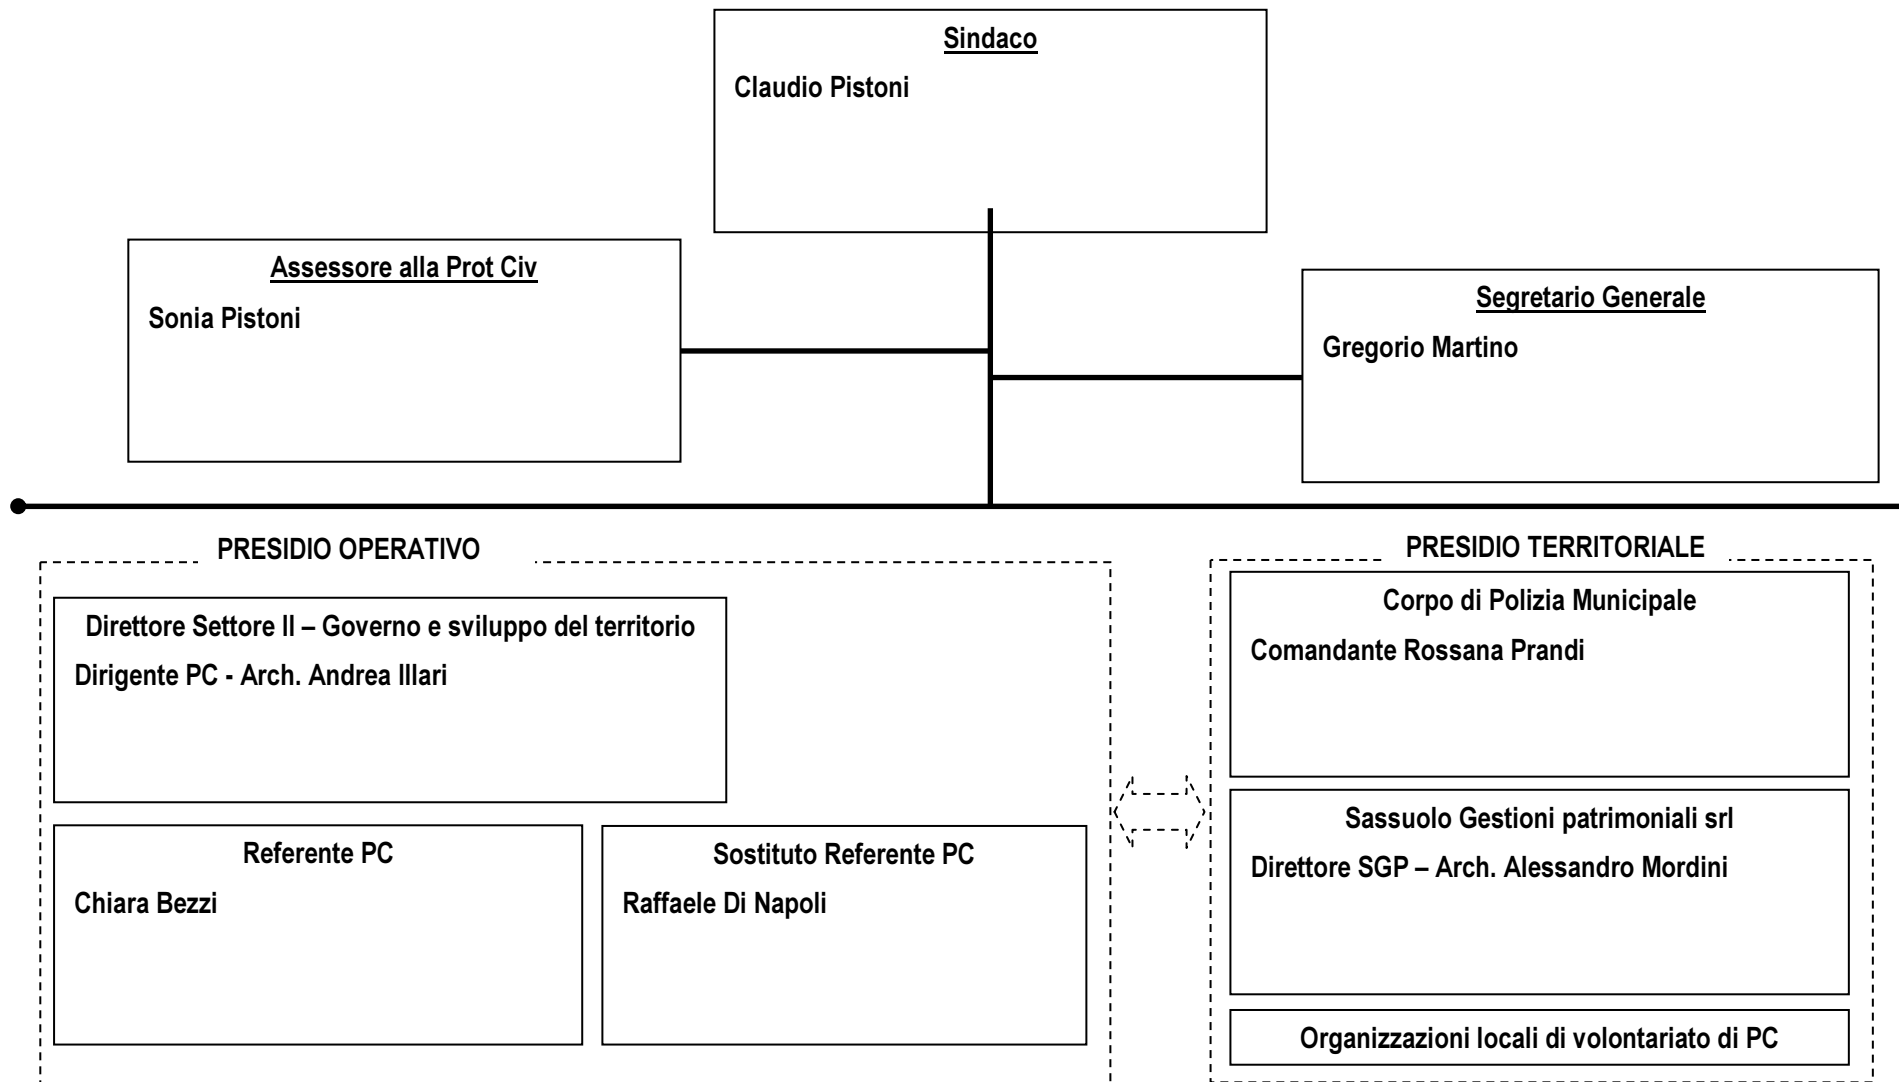 Sindaco
Claudio Pistoni
Assessore alla Prot Civ
Sonia Pistoni
Segretario Generale
Gregorio Martino
PRESIDIO OPERATIVO
Direttore Settore II – Governo e sviluppo del territorio
Dirigente PC - Arch. Andrea Illari
Referente PC
Chiara Bezzi
Sostituto Referente PC
Raffaele Di Napoli
PRESIDIO TERRITORIALE
Corpo di Polizia Municipale
Comandante Rossana Prandi
Sassuolo Gestioni patrimoniali srl
Direttore SGP – Arch. Alessandro Mordini
Organizzazioni locali di volontariato di PC